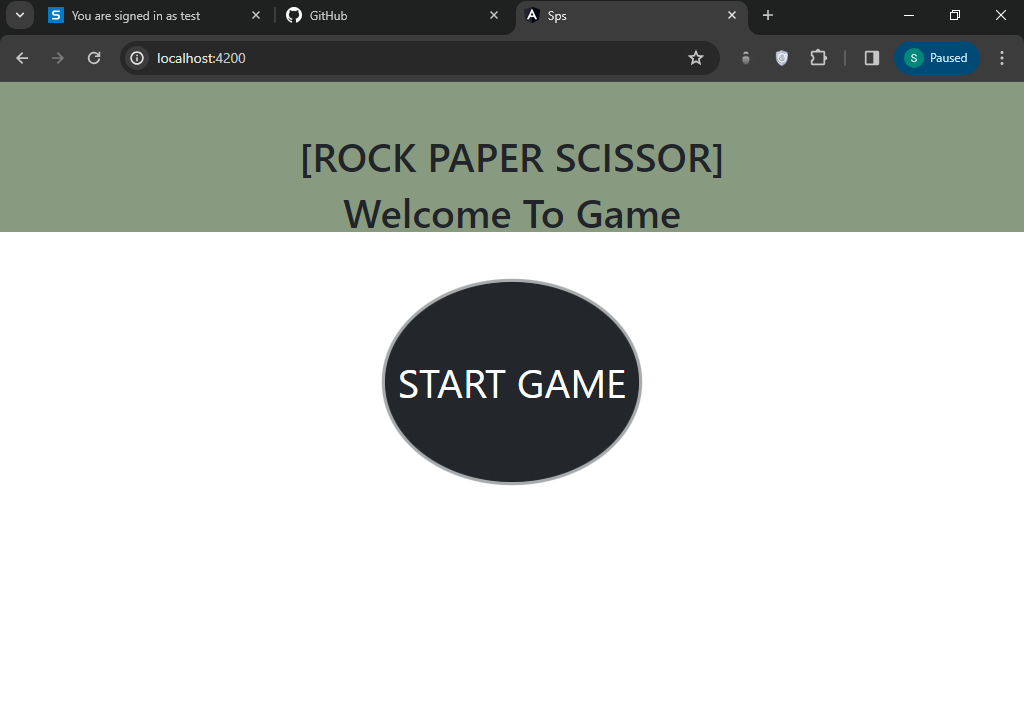 You are signed in as test
GitHub
Sps
localhost:4200
S
Paused
[ROCK PAPER SCISSOR]
Welcome To Game
START GAME